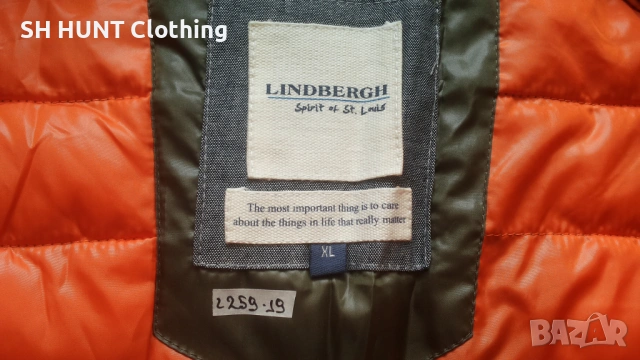 SH HUNT Clothing
LINDBERGH
Spirit of St. Louis
The most important thing is to care
about the things in life that really matter
XL
2259-19
BAZAR